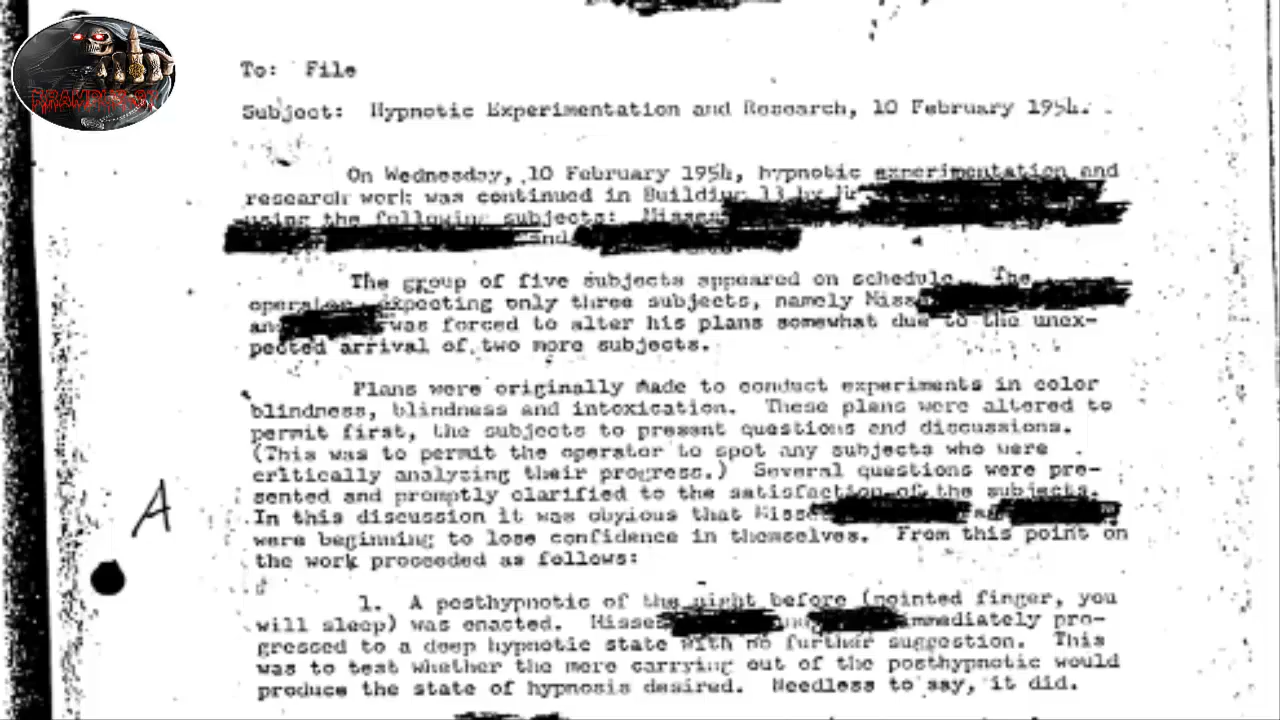 To: File
Subject: Hypnotic Experimentation and Research, 10 February 1954.
On Wednesday, 10 February 1954, hypnotic experimentation and
research work was continued in Building 13 by
using the following subjects: Misses
and
The group of five subjects appeared on schedule. The
operator expecting only three subjects, namely Misses
and was forced to alter his plans somewhat due to the unex-
pected arrival of two more subjects.
Plans were originally made to conduct experiments in color
blindness, blindness and intoxication. These plans were altered to
permit first, the subjects to present questions and discussions.
(This was to permit the operator to spot any subjects who were
critically analyzing their progress.) Several questions were pre-
sented and promptly clarified to the satisfaction of the subjects.
In this discussion it was obvious that Misses and
were beginning to lose confidence in themselves. From this point on
the work proceeded as follows:
A
1. A posthypnotic of the night before (pointed finger, you
will sleep) was enacted. Misses and immediately pro-
gressed to a deep hypnotic state with no further suggestion. This
was to test whether the mere carrying out of the posthypnotic would
produce the state of hypnosis desired. Needless to say, it did.